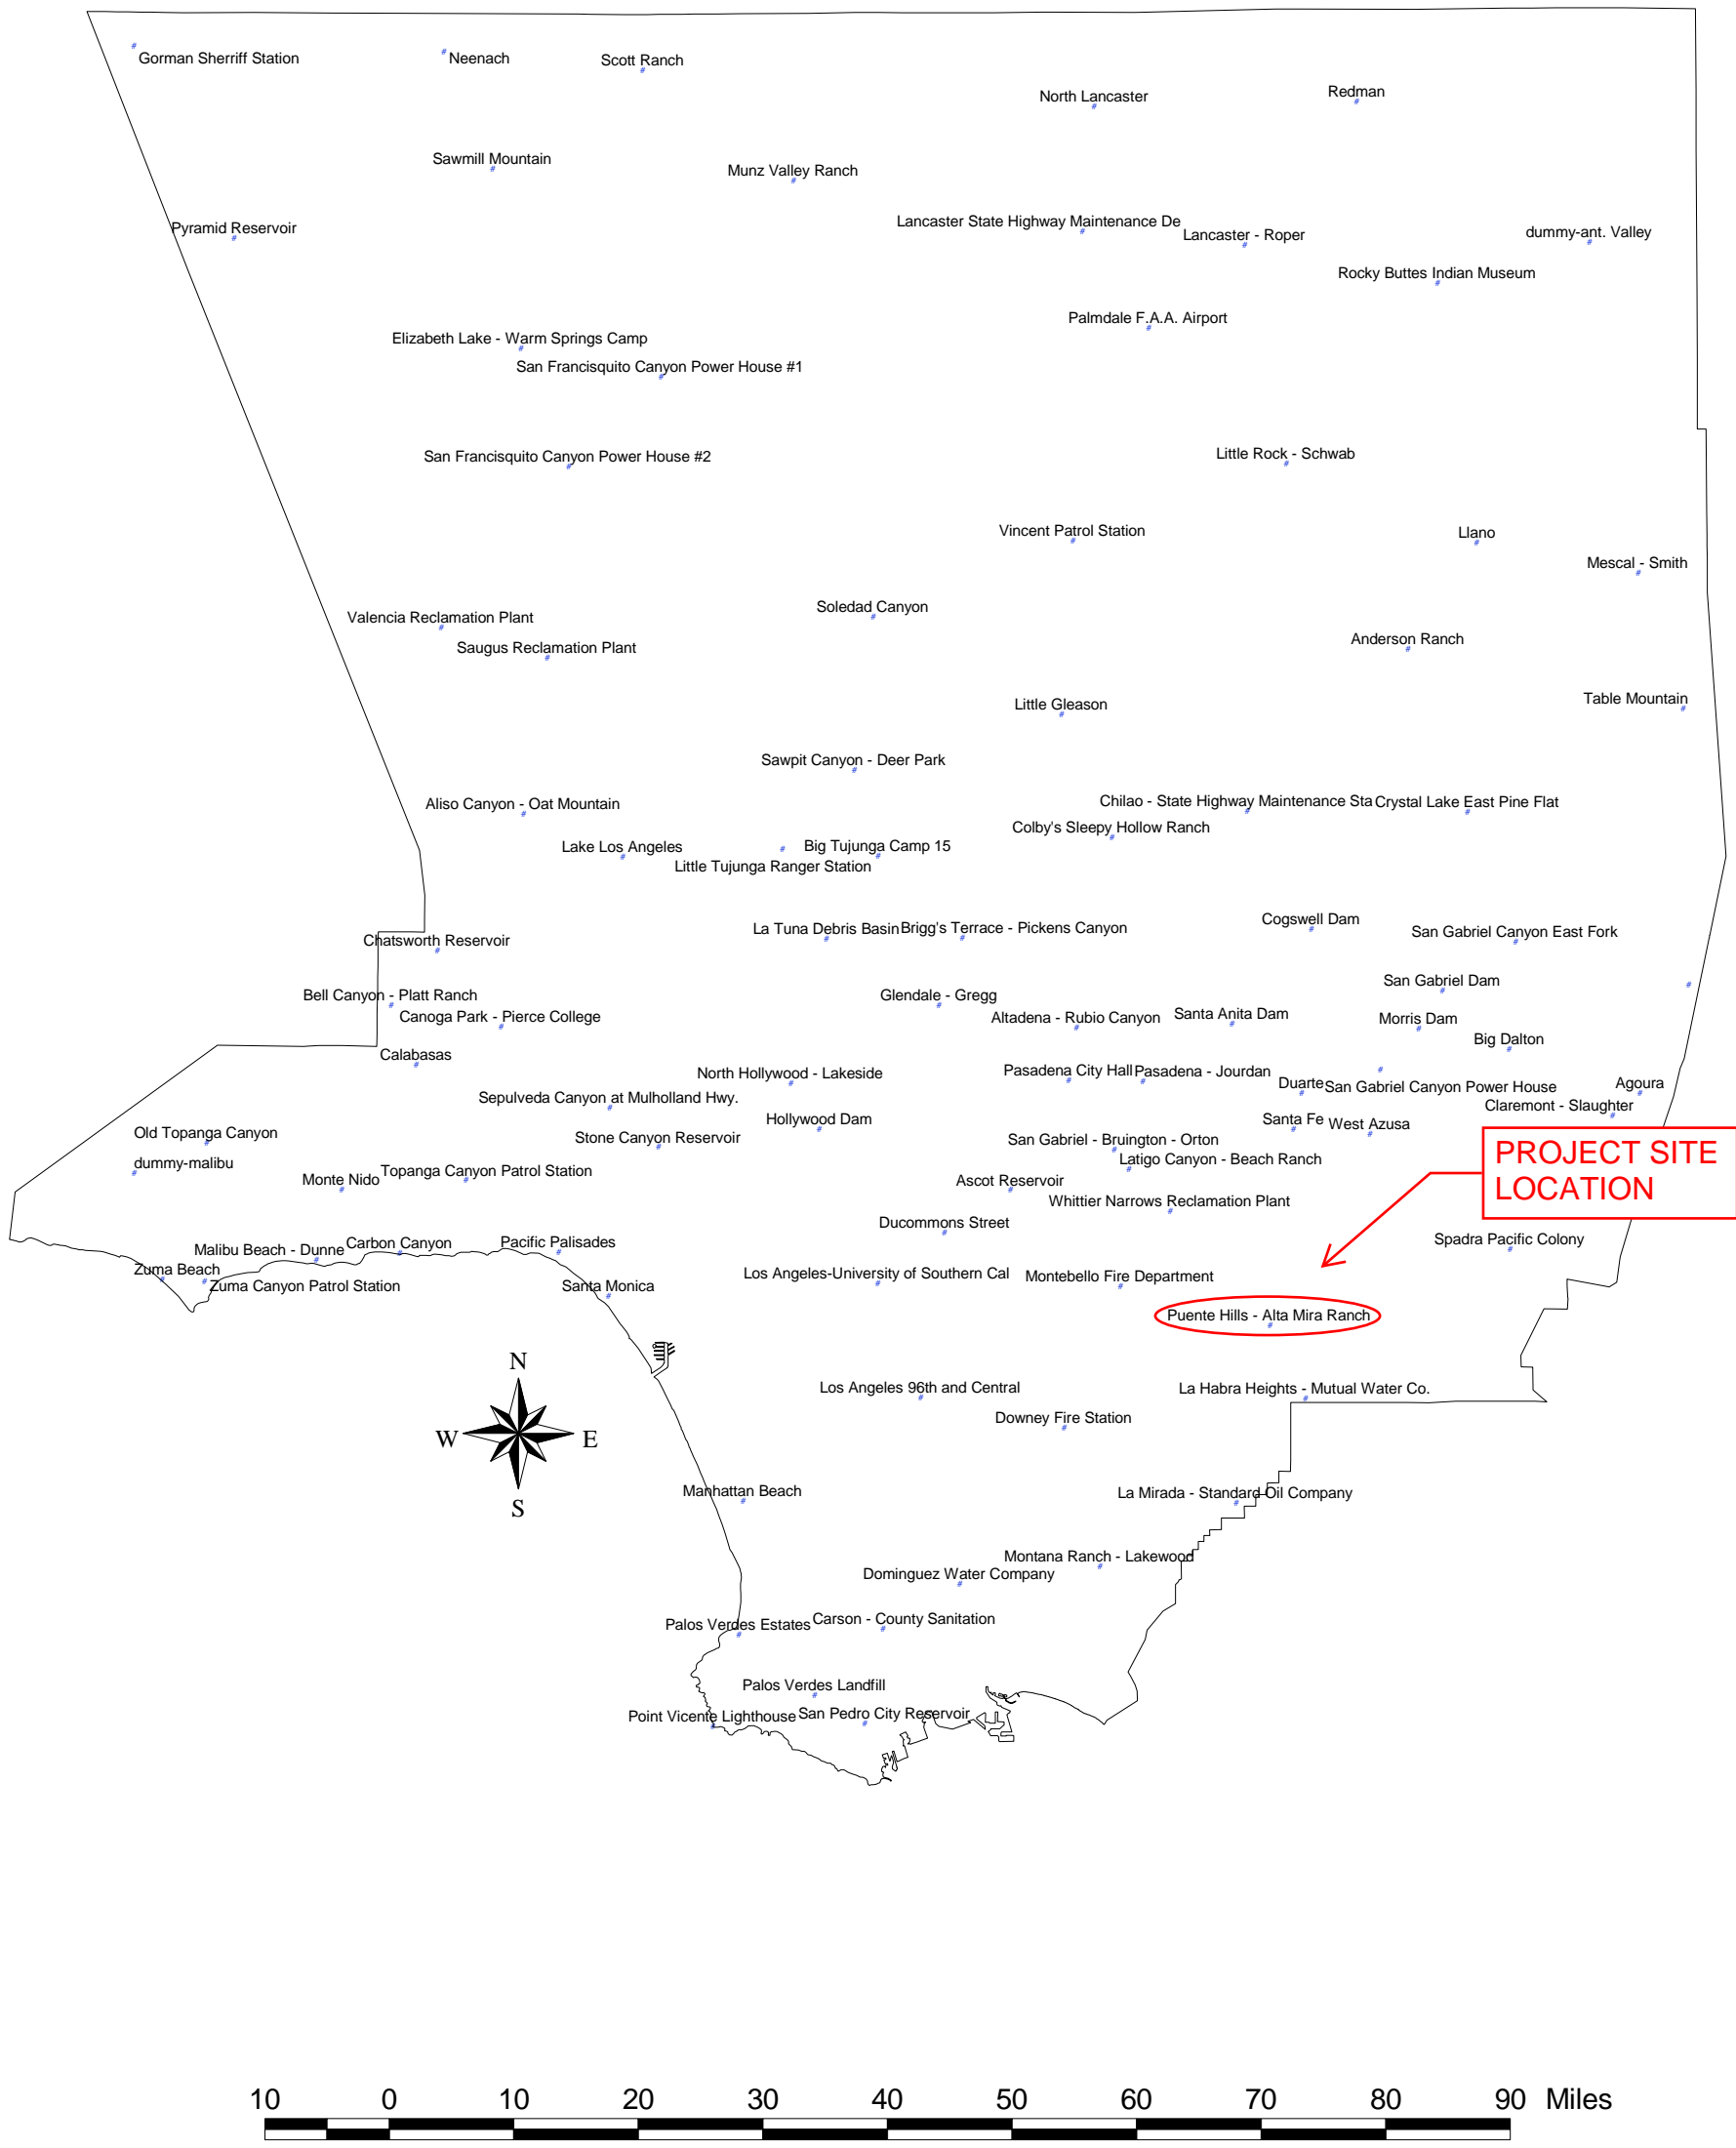 Gorman Sherriff Station
Neenach
Scott Ranch
North Lancaster
Redman
Sawmill Mountain
Munz Valley Ranch
Pyramid Reservoir
Lancaster State Highway Maintenance De
Lancaster - Roper
dummy-ant. Valley
Rocky Buttes Indian Museum
Palmdale F.A.A. Airport
Elizabeth Lake - Warm Springs Camp
San Francisquito Canyon Power House #1
San Francisquito Canyon Power House #2
Little Rock - Schwab
Vincent Patrol Station
Llano
Mescal - Smith
Soledad Canyon
Valencia Reclamation Plant
Saugus Reclamation Plant
Anderson Ranch
Little Gleason
Table Mountain
Sawpit Canyon - Deer Park
Aliso Canyon - Oat Mountain
Chilao - State Highway Maintenance Sta
Crystal Lake East Pine Flat
Colby's Sleepy Hollow Ranch
Lake Los Angeles
Big Tujunga Camp 15
Little Tujunga Ranger Station
La Tuna Debris Basin
Brigg's Terrace - Pickens Canyon
Cogswell Dam
San Gabriel Canyon East Fork
Chatsworth Reservoir
San Gabriel Dam
Bell Canyon - Platt Ranch
Glendale - Gregg
Canoga Park - Pierce College
Altadena - Rubio Canyon
Santa Anita Dam
Morris Dam
Big Dalton
Calabasas
North Hollywood - Lakeside
Pasadena City Hall
Pasadena - Jourdan
Duarte
San Gabriel Canyon Power House
Agoura
Sepulveda Canyon at Mulholland Hwy.
Claremont - Slaughter
Hollywood Dam
Santa Fe
West Azusa
Old Topanga Canyon
Stone Canyon Reservoir
San Gabriel - Bruington - Orton
dummy-malibu
Latigo Canyon - Beach Ranch
PROJECT SITE
LOCATION
Monte Nido
Topanga Canyon Patrol Station
Ascot Reservoir
Whittier Narrows Reclamation Plant
Ducommons Street
Spadra Pacific Colony
Malibu Beach - Dunne
Carbon Canyon
Pacific Palisades
Zuma Beach
Zuma Canyon Patrol Station
Santa Monica
Los Angeles-University of Southern Cal
Montebello Fire Department
Puente Hills - Alta Mira Ranch
N
W
E
S
Los Angeles 96th and Central
La Habra Heights - Mutual Water Co.
Downey Fire Station
Manhattan Beach
La Mirada - Standard Oil Company
Montana Ranch - Lakewood
Dominguez Water Company
Palos Verdes Estates
Carson - County Sanitation
Palos Verdes Landfill
Point Vicente Lighthouse
San Pedro City Reservoir
10 0 10 20 30 40 50 60 70 80 90 Miles